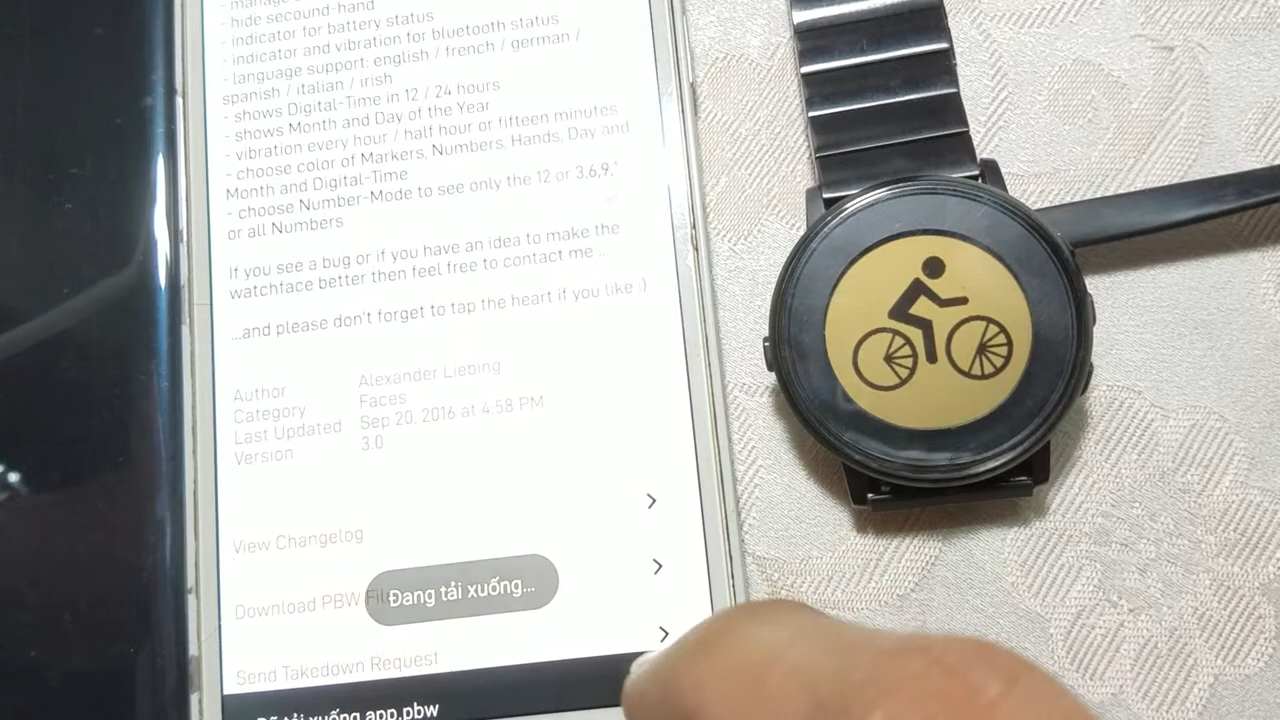 - manage
- hide secound-hand
- indicator for battery status
- indicator and vibration for bluetooth status
- language support: english / french / german /
spanish / italian / irish
- shows Digital-Time in 12 / 24 hours
- shows Month and Day of the Year
- vibration every hour / half hour or fifteen minutes
- choose color of Markers, Numbers, Hands, Day and
Month and Digital-Time
- choose Number-Mode to see only the 12 or 3,6,9,'
or all Numbers
If you see a bug or if you have an idea to make the
watchface better then feel free to contact me ..
...and please don't forget to tap the heart if you like :)
Author Alexander Liebing
Category Faces
Last Updated Sep 20, 2016 at 4:58 PM
Version 3.0
View Changelog
Download PBW
Đang tải xuống...
Send Takedown Request
Đã tải xuống app.pbw